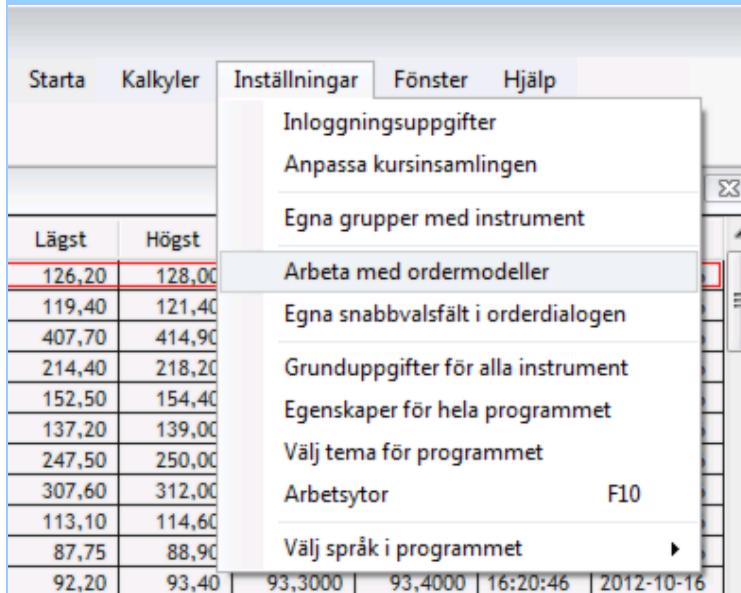 Starta Kalkyler Inställningar Fönster Hjälp
Inloggningsuppgifter
Anpassa kursinsamlingen
Egna grupper med instrument
Arbeta med ordermodeller
Egna snabbvalsfält i orderdialogen
Grunduppgifter för alla instrument
Egenskaper för hela programmet
Välj tema för programmet
Arbetsytor F10
Välj språk i programmet
Lägst Högst
126,20 128,00
119,40 121,40
407,70 414,90
214,40 218,20
152,50 154,40
137,20 139,00
247,50 250,00
307,60 312,00
113,10 114,60
87,75 88,90
92,20 93,40 93,3000 93,4000 16:20:46 2012-10-16